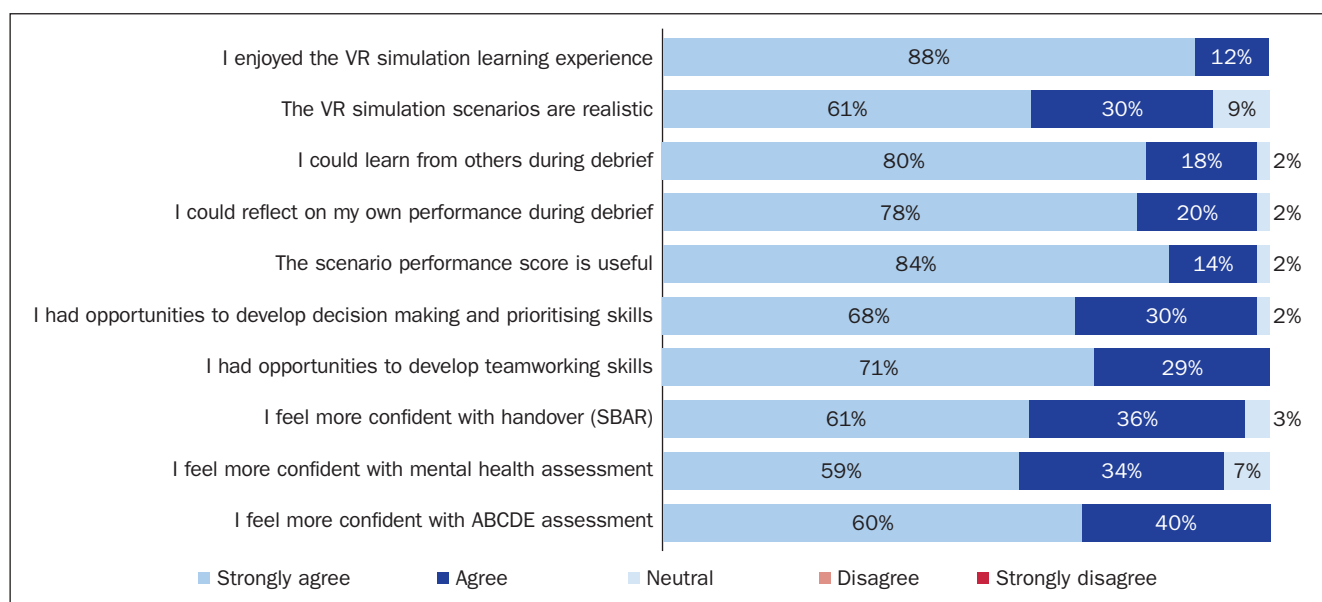 I enjoyed the VR simulation learning experience 88% 12%
The VR simulation scenarios are realistic 61% 30% 9%
I could learn from others during debrief 80% 18% 2%
I could reflect on my own performance during debrief 78% 20% 2%
The scenario performance score is useful 84% 14% 2%
I had opportunities to develop decision making and prioritising skills 68% 30% 2%
I had opportunities to develop teamworking skills 71% 29%
I feel more confident with handover (SBAR) 61% 36% 3%
I feel more confident with mental health assessment 59% 34% 7%
I feel more confident with ABCDE assessment 60% 40%
Strongly agree Agree Neutral Disagree Strongly disagree